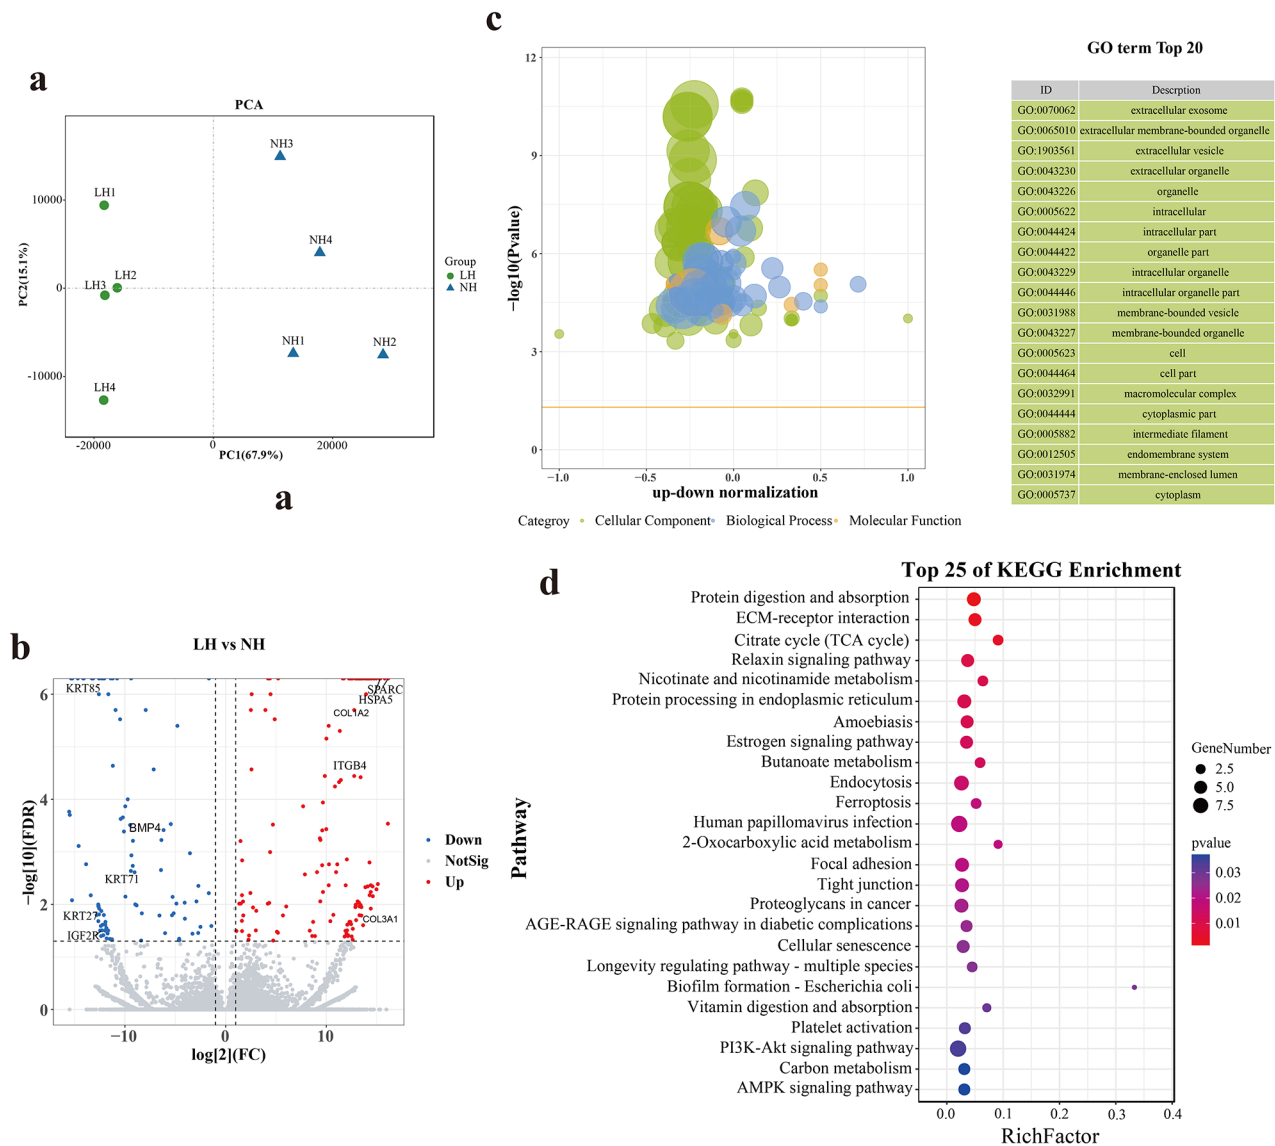 a
PCA
PC2(15.1%)
10000
0
-10000
LH1
LH2
LH3
LH4
NH3
NH4
NH1
NH2
-20000
0
20000
PC1(67.9%)
Group
LH
NH
a
b
LH vs NH
−log[10](FDR)
6
4
2
0
KRT85
SPARC
HSPA5
COL1A2
ITGB4
BMP4
KRT71
KRT27
COL3A1
IGF2R
−10
0
10
log[2](FC)
Down
NotSig
Up
c
−log10(Pvalue)
12
9
6
3
0
−1.0
−0.5
0.0
0.5
1.0
up-down normalization
Categroy
Cellular Component
Biological Process
Molecular Function
GO term Top 20
ID Descrption
GO:0070062 extracellular exosome
GO:0065010 extracellular membrane-bounded organelle
GO:1903561 extracellular vesicle
GO:0043230 extracellular organelle
GO:0043226 organelle
GO:0005622 intracellular
GO:0044424 intracellular part
GO:0044422 organelle part
GO:0043229 intracellular organelle
GO:0044446 intracellular organelle part
GO:0031988 membrane-bounded vesicle
GO:0043227 membrane-bounded organelle
GO:0005623 cell
GO:0044464 cell part
GO:0032991 macromolecular complex
GO:0044444 cytoplasmic part
GO:0005882 intermediate filament
GO:0012505 endomembrane system
GO:0031974 membrane-enclosed lumen
GO:0005737 cytoplasm
d
Top 25 of KEGG Enrichment
Pathway
Protein digestion and absorption
ECM-receptor interaction
Citrate cycle (TCA cycle)
Relaxin signaling pathway
Nicotinate and nicotinamide metabolism
Protein processing in endoplasmic reticulum
Amoebiasis
Estrogen signaling pathway
Butanoate metabolism
Endocytosis
Ferroptosis
Human papillomavirus infection
2-Oxocarboxylic acid metabolism
Focal adhesion
Tight junction
Proteoglycans in cancer
AGE-RAGE signaling pathway in diabetic complications
Cellular senescence
Longevity regulating pathway - multiple species
Biofilm formation - Escherichia coli
Vitamin digestion and absorption
Platelet activation
PI3K-Akt signaling pathway
Carbon metabolism
AMPK signaling pathway
0.0
0.1
0.2
0.3
0.4
RichFactor
GeneNumber
2.5
5.0
7.5
pvalue
0.03
0.02
0.01